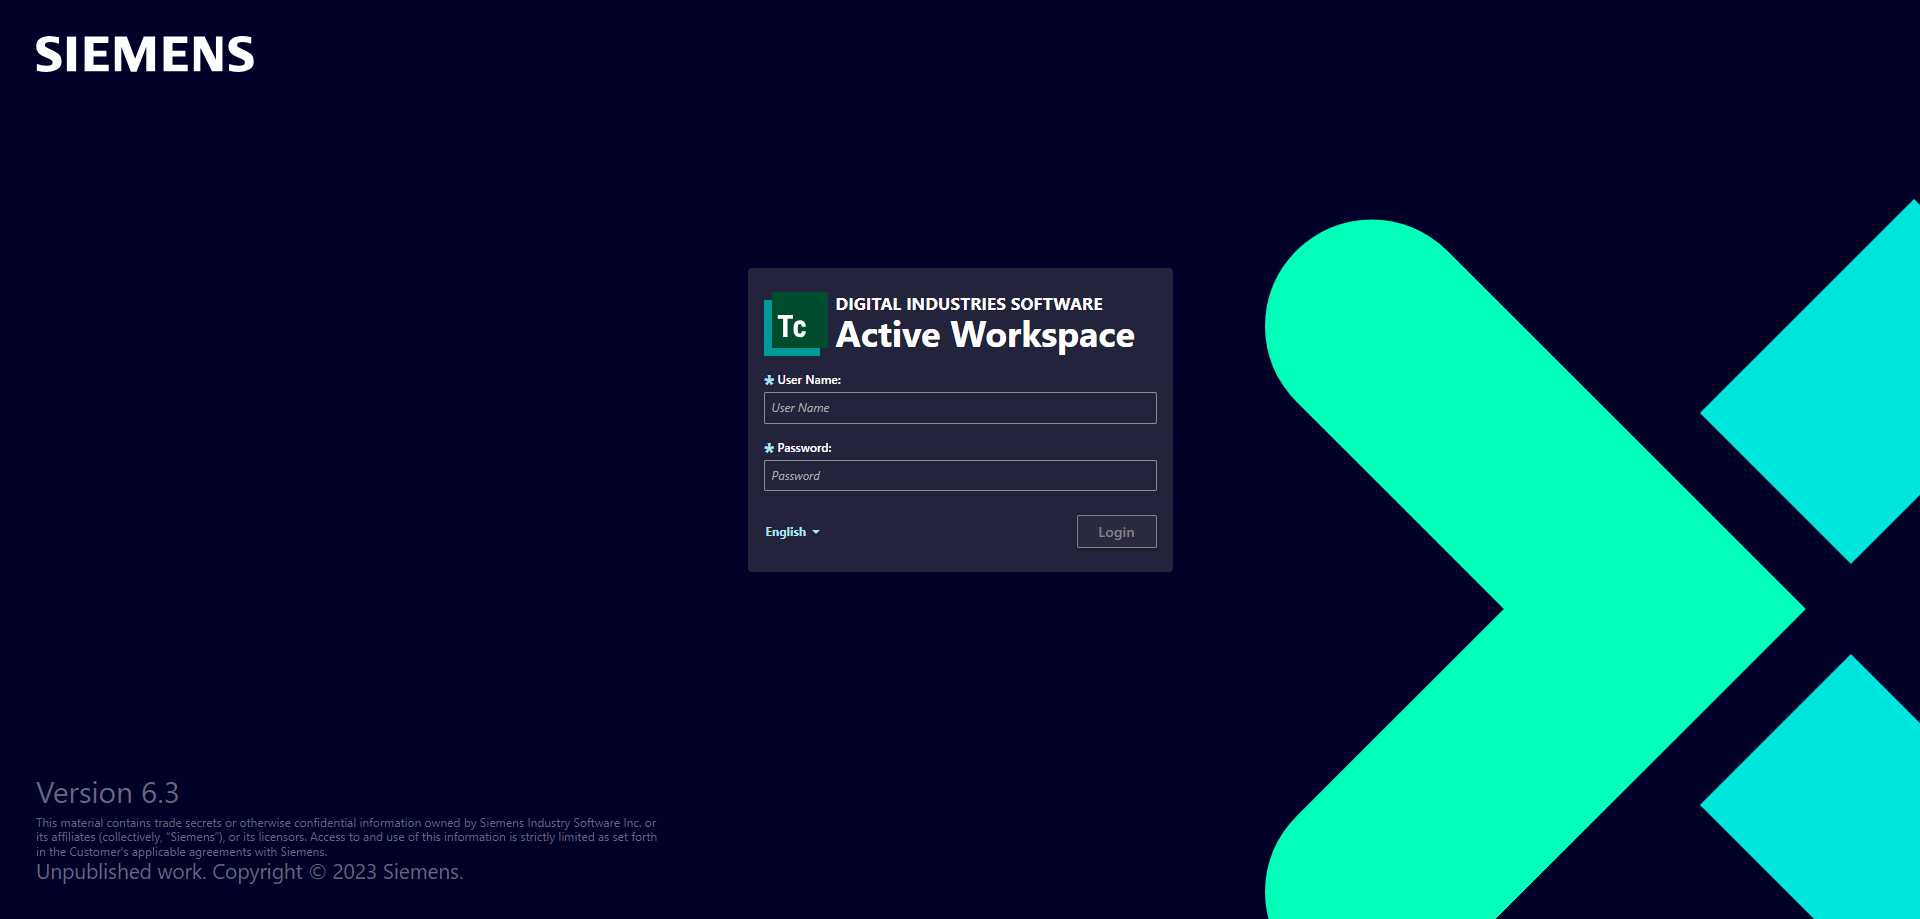 SIEMENS
Tc
DIGITAL INDUSTRIES SOFTWARE
Active Workspace
* User Name:
User Name
* Password:
Password
English
Login
Version 6.3
This material contains trade secrets or otherwise confidential information owned by Siemens Industry Software Inc. or
its affiliates (collectively, "Siemens"), or its licensors. Access to and use of this information is strictly limited as set forth
in the Customer's applicable agreements with Siemens.
Unpublished work. Copyright © 2023 Siemens.